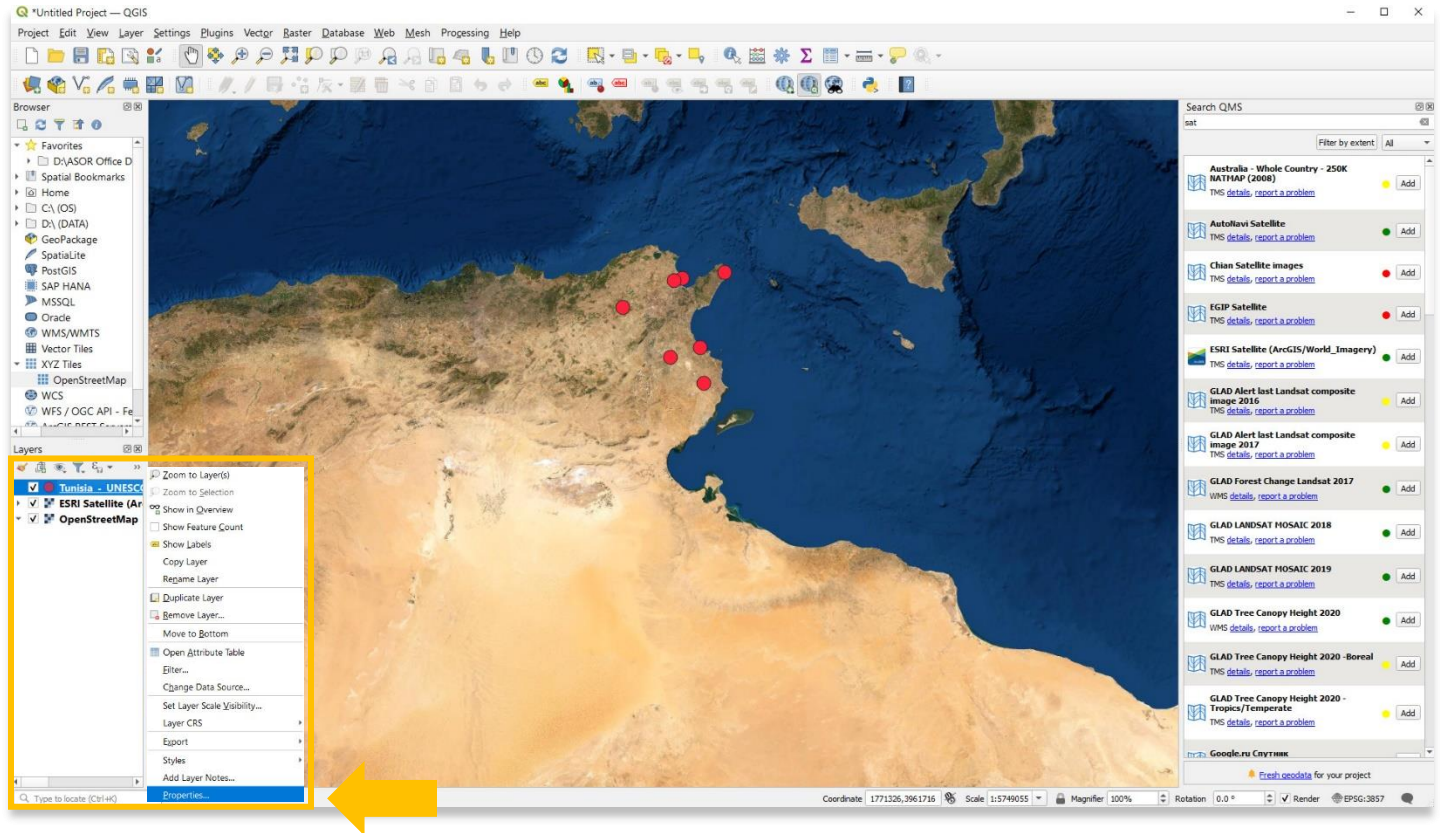 *Untitled Project — QGIS
Project Edit View Layer Settings Plugins Vector Raster Database Web Mesh Processing Help
Browser
Favorites
D:\ASOR Office D
Spatial Bookmarks
Home
C:\ (OS)
D:\ (DATA)
GeoPackage
SpatiaLite
PostGIS
SAP HANA
MSSQL
Oracle
WMS/WMTS
Vector Tiles
XYZ Tiles
OpenStreetMap
WCS
WFS / OGC API - Fe
ArcGIS REST Servers
Layers
Tunisia - UNESCO
ESRI Satellite (Ar
OpenStreetMap
Zoom to Layer(s)
Zoom to Selection
Show in Overview
Show Feature Count
Show Labels
Copy Layer
Rename Layer
Duplicate Layer
Remove Layer...
Move to Bottom
Open Attribute Table
Filter...
Change Data Source...
Set Layer Scale Visibility...
Layer CRS
Export
Styles
Add Layer Notes...
Properties...
Search QMS
sat
Filter by extent All
Australia - Whole Country - 250K
NATMAP (2008)
TMS details, report a problem
Add
AutoNavi Satellite
TMS details, report a problem
Add
Chian Satellite images
TMS details, report a problem
Add
EGIP Satellite
TMS details, report a problem
Add
ESRI Satellite (ArcGIS/World_Imagery)
TMS details, report a problem
Add
GLAD Alert last Landsat composite
image 2016
TMS details, report a problem
Add
GLAD Alert last Landsat composite
image 2017
TMS details, report a problem
Add
GLAD Forest Change Landsat 2017
WMS details, report a problem
Add
GLAD LANDSAT MOSAIC 2018
TMS details, report a problem
Add
GLAD LANDSAT MOSAIC 2019
TMS details, report a problem
Add
GLAD Tree Canopy Height 2020
WMS details, report a problem
Add
GLAD Tree Canopy Height 2020 -Boreal
TMS details, report a problem
Add
GLAD Tree Canopy Height 2020 -
Tropics/Temperate
TMS details, report a problem
Add
Google.ru Спутник
Fresh geodata for your project
Type to locate (Ctrl+K)
Coordinate 1771326,3961716 Scale 1:5749055 Magnifier 100% Rotation 0.0 ° Render EPSG:3857